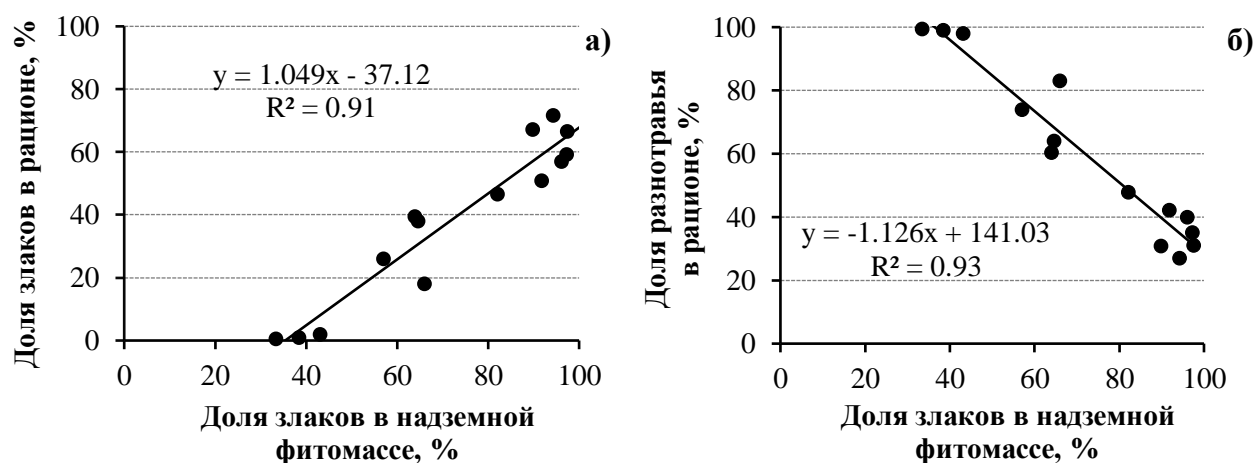 а)
Доля злаков в рационе, %
100
80
60
40
20
0
y = 1.049x - 37.12
R² = 0.91
0 20 40 60 80 100
Доля злаков в надземной
фитомассе, %
б)
Доля разнотравья
в рационе, %
100
80
60
40
20
0
y = -1.126x + 141.03
R² = 0.93
0 20 40 60 80 100
Доля злаков в надземной
фитомассе, %